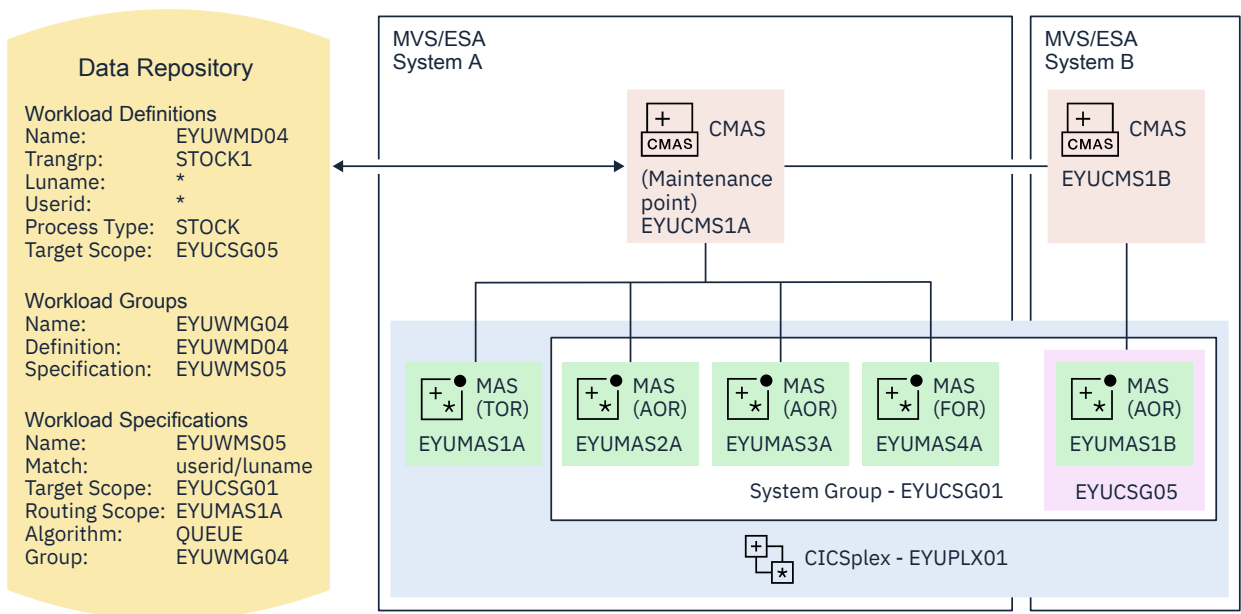 Data Repository
Workload Definitions
Name: EYUWMD04
Trangrp: STOCK1
Luname: *
Userid: *
Process Type: STOCK
Target Scope: EYUCSG05
Workload Groups
Name: EYUWMG04
Definition: EYUWMD04
Specification: EYUWMS05
Workload Specifications
Name: EYUWMS05
Match: userid/luname
Target Scope: EYUCSG01
Routing Scope: EYUMAS1A
Algorithm: QUEUE
Group: EYUWMG04
MVS/ESA
System A
CMAS
CMAS
(Maintenance
point)
EYUCMS1A
MVS/ESA
System B
CMAS
CMAS
EYUCMS1B
MAS
(TOR)
EYUMAS1A
MAS
(AOR)
EYUMAS2A
MAS
(AOR)
EYUMAS3A
MAS
(FOR)
EYUMAS4A
MAS
(AOR)
EYUMAS1B
System Group - EYUCSG01
EYUCSG05
CICSplex - EYUPLX01